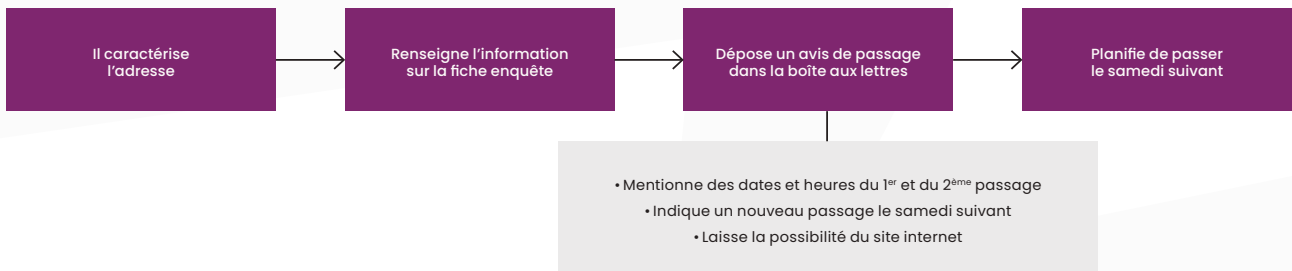 Il caractérise
l'adresse
Renseigne l'information
sur la fiche enquête
Dépose un avis de passage
dans la boîte aux lettres
Planifie de passer
le samedi suivant
• Mentionne des dates et heures du 1er et du 2ème passage
• Indique un nouveau passage le samedi suivant
• Laisse la possibilité du site internet